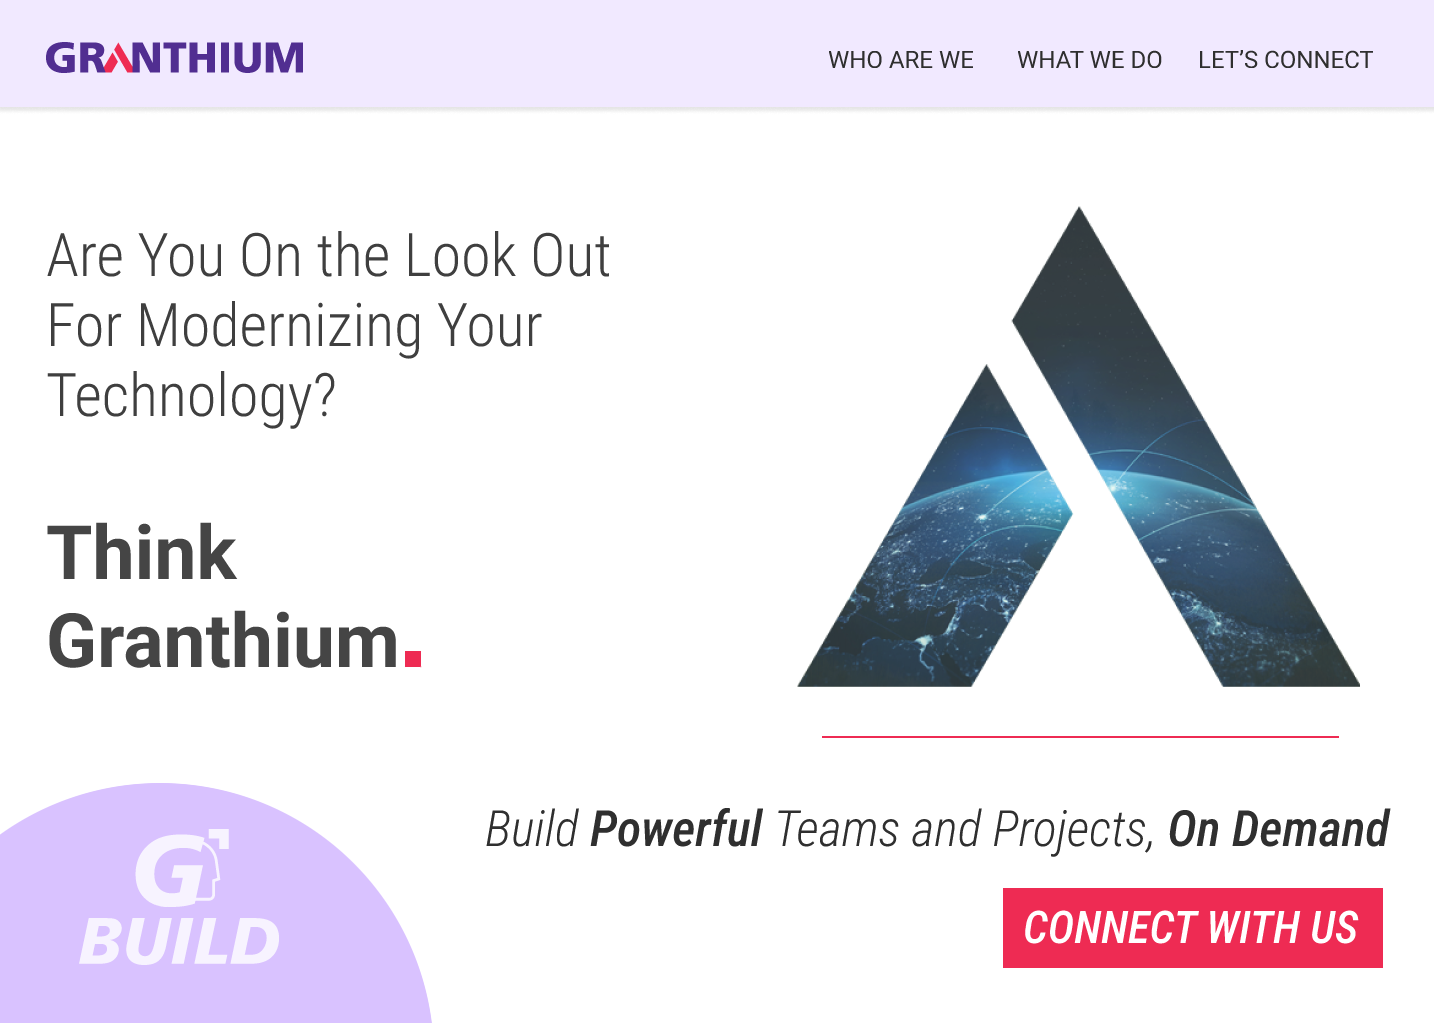 GRANTHIUM
WHO ARE WE WHAT WE DO LET’S CONNECT
Are You On the Look Out
For Modernizing Your
Technology?
Think
Granthium.
Build Powerful Teams and Projects, On Demand
G
BUILD
CONNECT WITH US